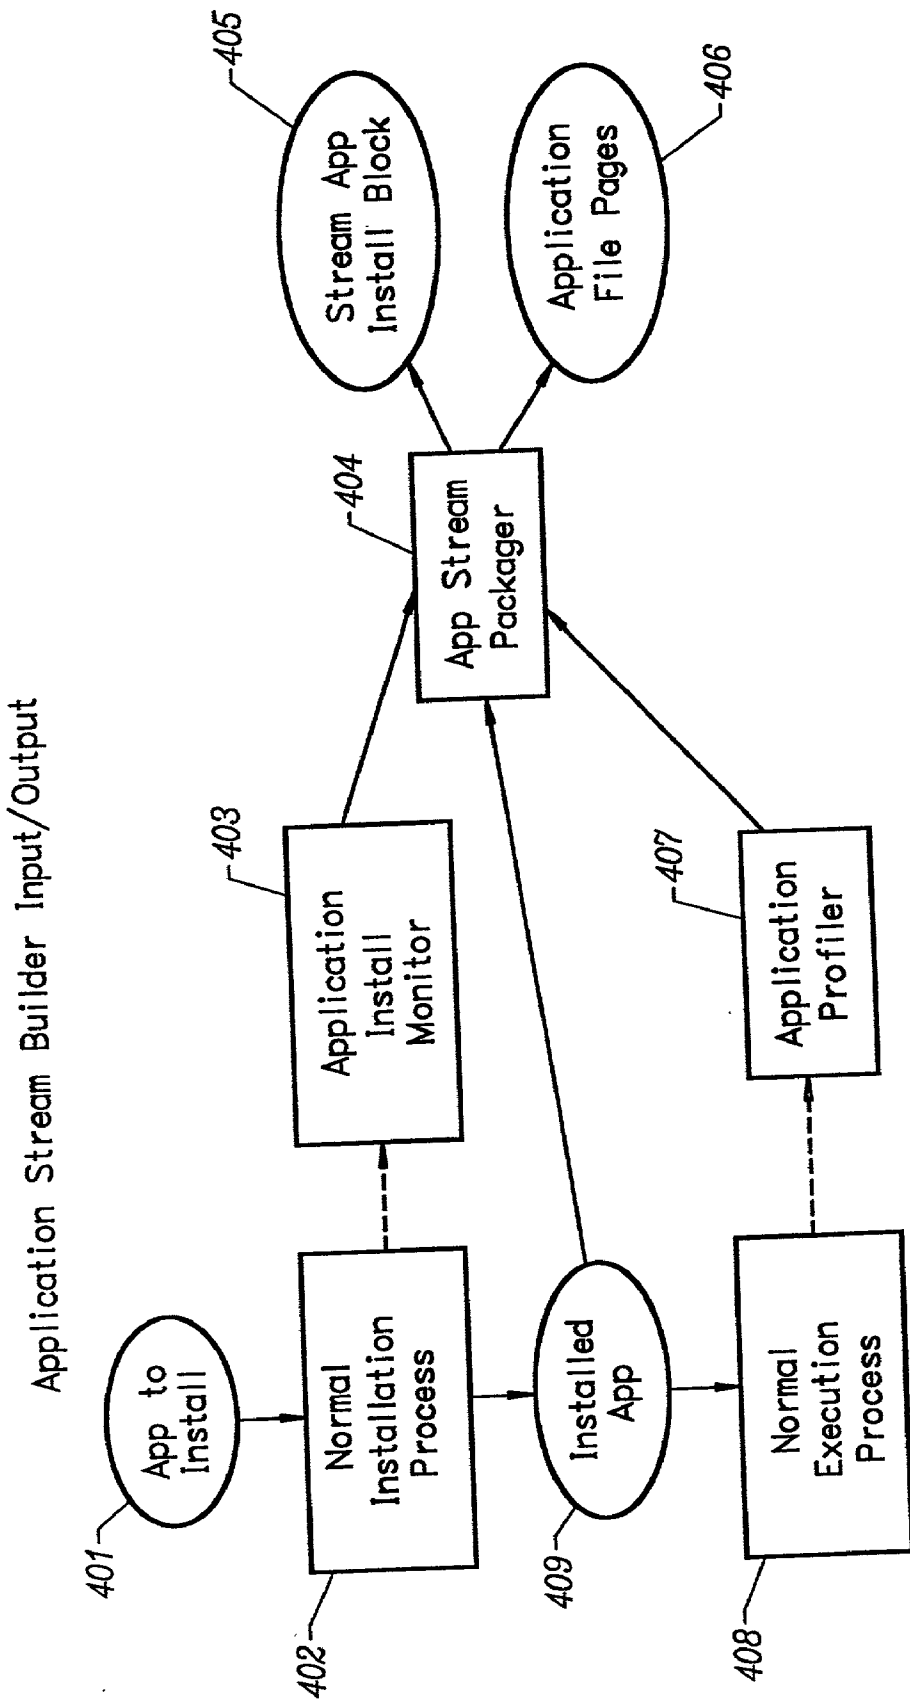 Application Stream Builder Input/Output
401
App to
Install
402
Normal
Installation
Process
403
Application
Install
Monitor
404
App Stream
Packager
405
Stream App
Install Block
406
Application
File Pages
409
Installed
App
407
Application
Profiler
408
Normal
Execution
Process